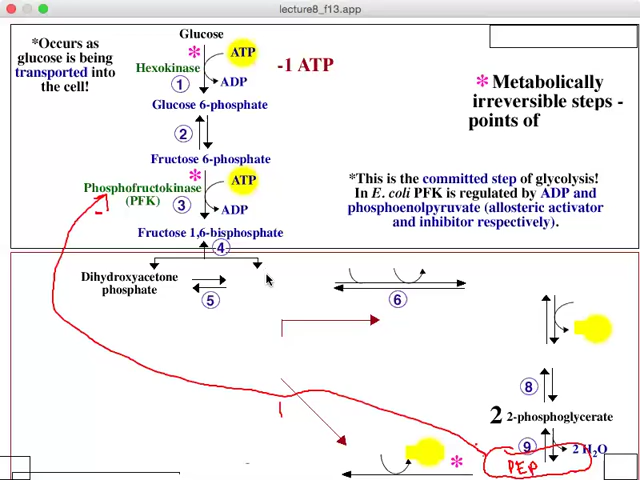 lecture8_f13.app
*Occurs as
glucose is being
transported into
the cell!
Glucose
*
ATP
Hexokinase
1
ADP
-1 ATP
Glucose 6-phosphate
2
Fructose 6-phosphate
*
ATP
Phosphofructokinase
(PFK)
3
ADP
Fructose 1,6-bisphosphate
* Metabolically
irreversible steps -
points of
*This is the committed step of glycolysis!
In E. coli PFK is regulated by ADP and
phosphoenolpyruvate (allosteric activator
and inhibitor respectively).
4
Dihydroxyacetone
phosphate
5
6
8
2 2-phosphoglycerate
9
2 H2O
PEP
*